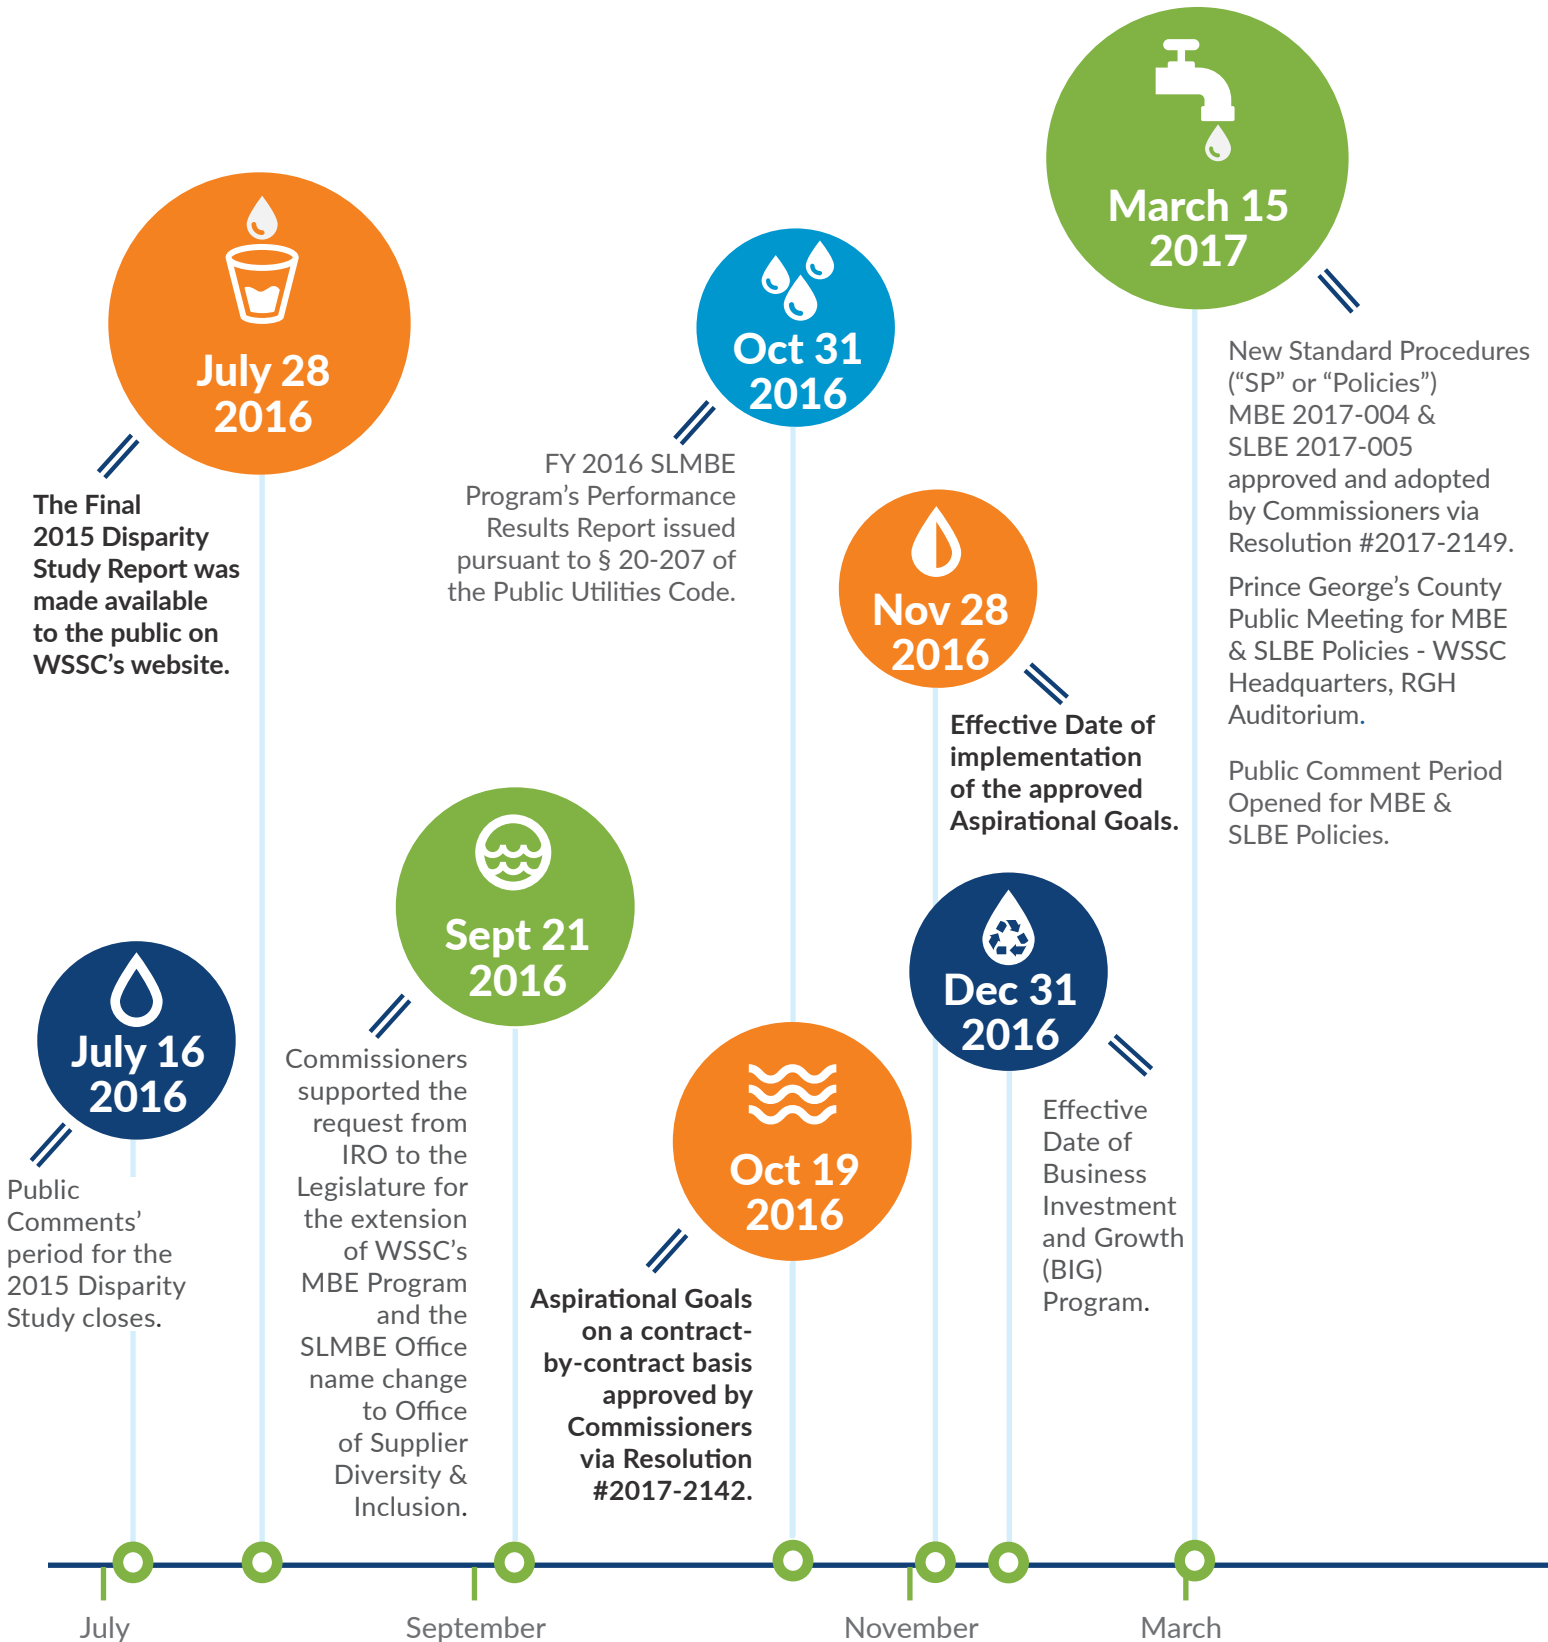 July 16
2016
Public
Comments’
period for the
2015 Disparity
Study closes.
July 28
2016
The Final
2015 Disparity
Study Report was
made available
to the public on
WSSC’s website.
Sept 21
2016
Commissioners
supported the
request from
IRO to the
Legislature for
the extension
of WSSC’s
MBE Program
and the
SLMBE Office
name change
to Office
of Supplier
Diversity &
Inclusion.
Oct 19
2016
Aspirational Goals
on a contract-
by-contract basis
approved by
Commissioners
via Resolution
#2017-2142.
Oct 31
2016
FY 2016 SLMBE
Program’s Performance
Results Report issued
pursuant to § 20-207 of
the Public Utilities Code.
Nov 28
2016
Effective Date of
implementation
of the approved
Aspirational Goals.
Dec 31
2016
Effective
Date of
Business
Investment
and Growth
(BIG)
Program.
March 15
2017
New Standard Procedures
(“SP” or “Policies”)
MBE 2017-004 &
SLBE 2017-005
approved and adopted
by Commissioners via
Resolution #2017-2149.
Prince George’s County
Public Meeting for MBE
& SLBE Policies - WSSC
Headquarters, RGH
Auditorium.
Public Comment Period
Opened for MBE &
SLBE Policies.
July
September
November
March